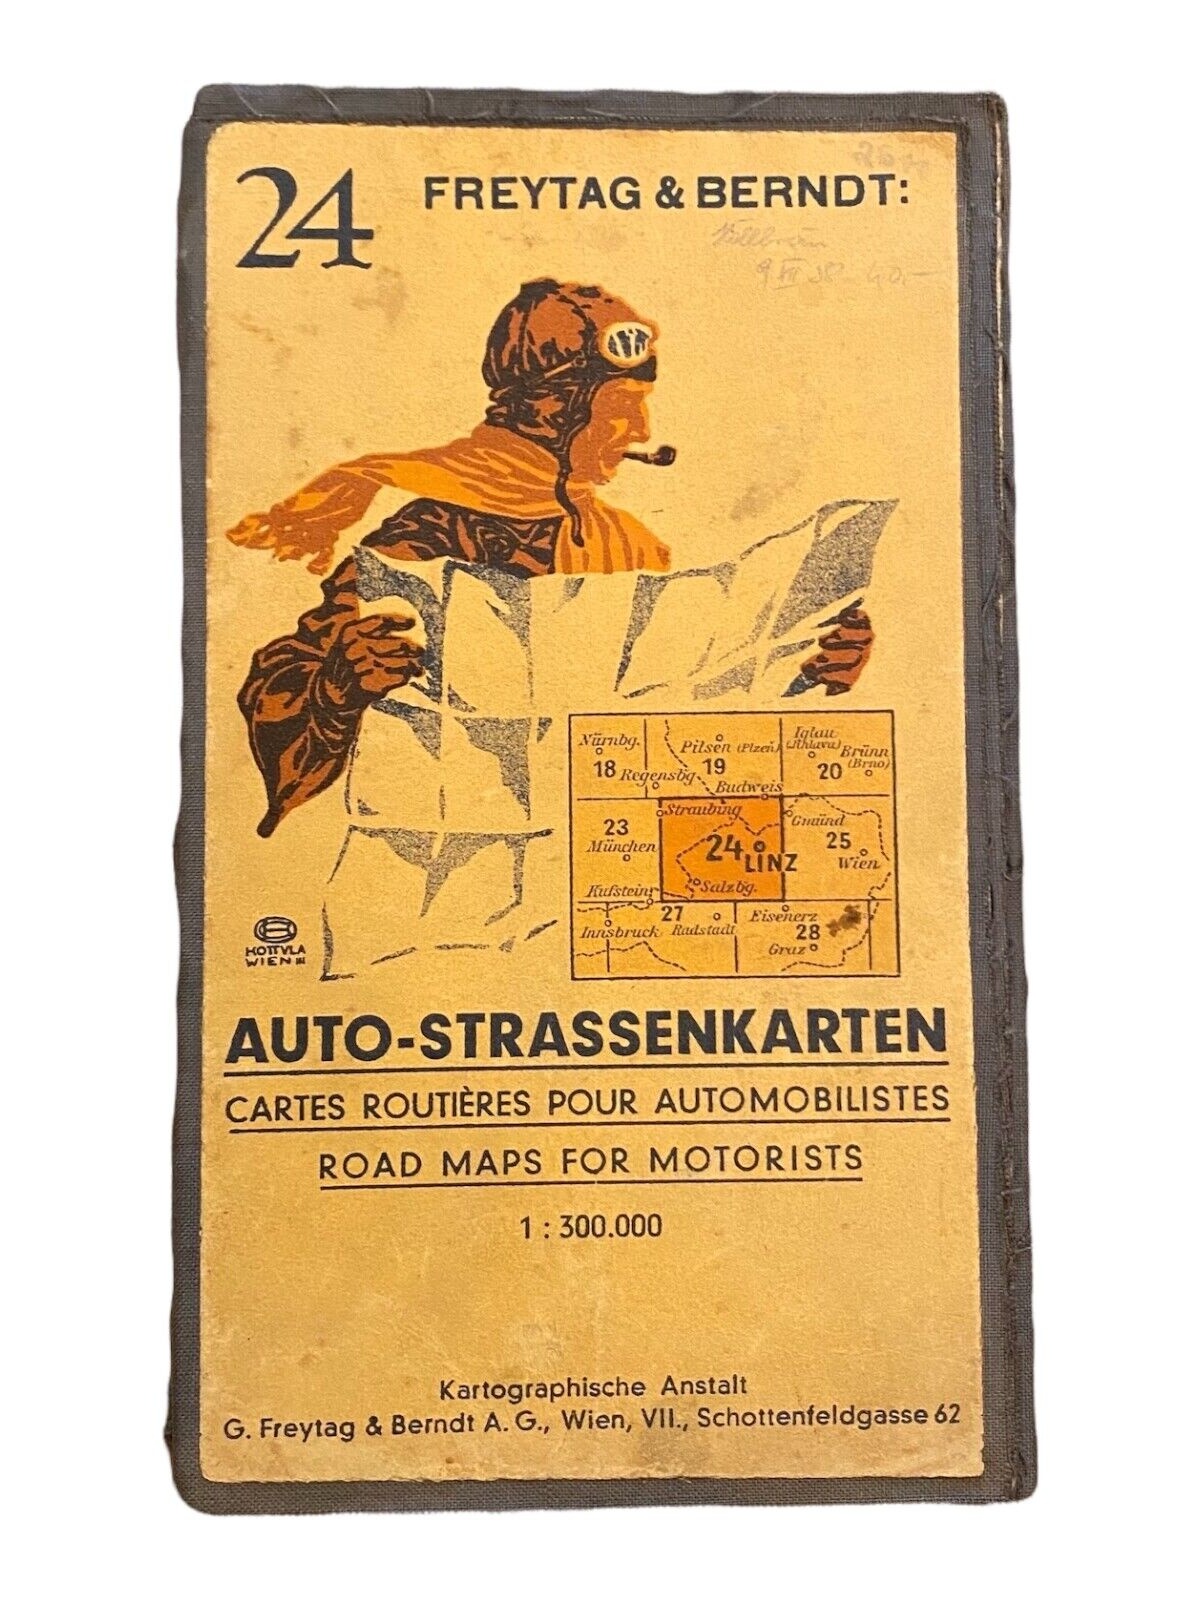 24 FREYTAG & BERNDT:
Nürnbg.
18
Regensbg.
Pilsen (Plzeň)
19
Budweis
Iglau
(Jihlava)
Brünn
(Brno)
20
23
München
Straubing
24 LINZ
Salzbg.
Gmünd
25
Wien
Kufstein
Innsbruck
27
Radstadt
Eisenerz
28
Graz
KOTTVLA
WIEN III
AUTO-STRASSENKARTEN
CARTES ROUTIÈRES POUR AUTOMOBILISTES
ROAD MAPS FOR MOTORISTS
1 : 300.000
Kartographische Anstalt
G. Freytag & Berndt A. G., Wien, VII., Schottenfeldgasse 62